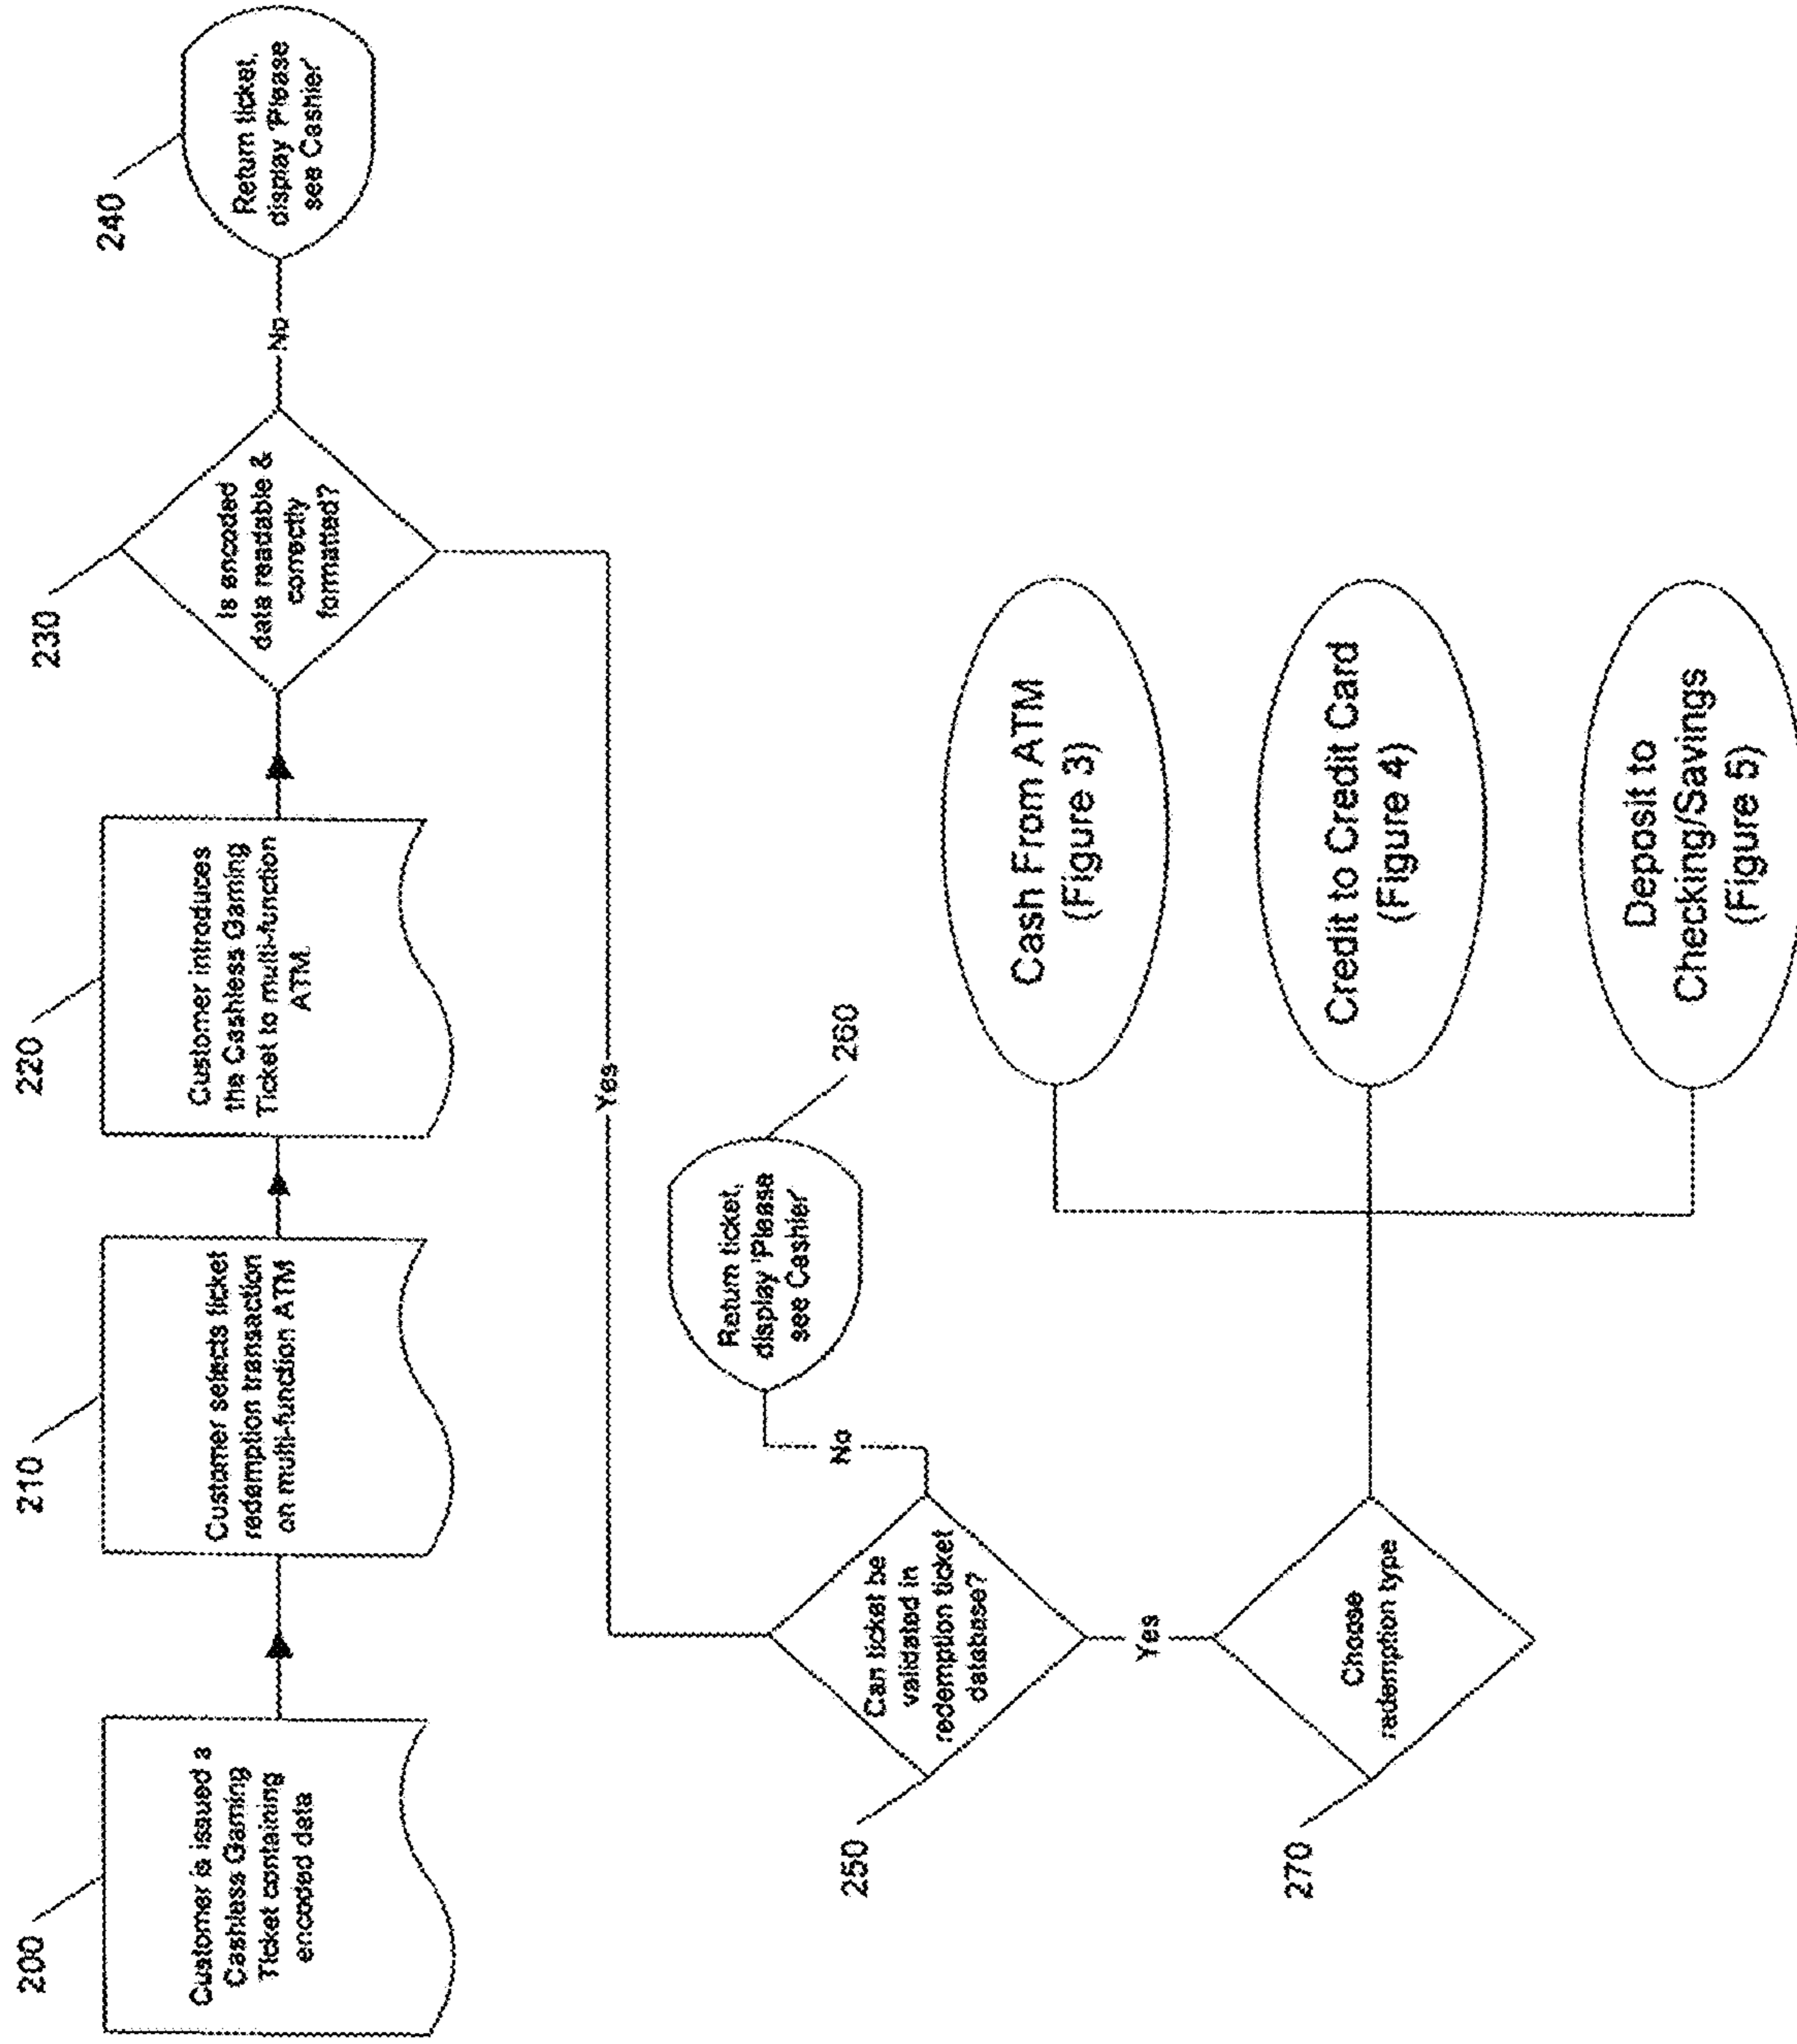 200
Customer is issued a
Cashless Gaming
Ticket containing
encoded data
210
Customer selects ticket
redemption transaction
on multi-function ATM
220
Customer introduces
the Cashless Gaming
Ticket to multi-function
ATM.
230
Is encoded
data readable &
correctly
formatted?
No
240
Return ticket,
display 'Please
see Cashier'
Yes
250
Can ticket be
validated in
redemption ticket
database?
No
260
Return ticket,
display 'Please
see Cashier'
Yes
270
Choose
redemption type
Cash From ATM
(Figure 3)
Credit to Credit Card
(Figure 4)
Deposit to
Checking/Savings
(Figure 5)